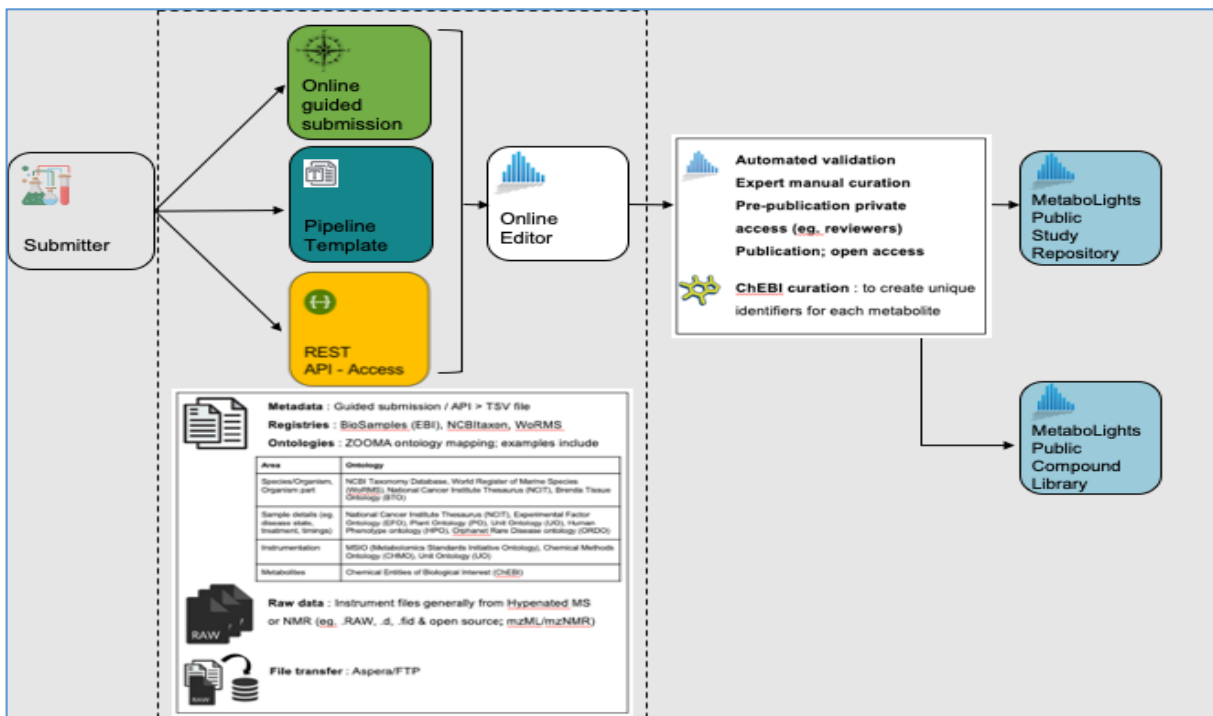 Submitter
Online
guided
submission
Pipeline
Template
REST
API - Access
Online
Editor
Automated validation
Expert manual curation
Pre-publication private
access (eg. reviewers)
Publication; open access
ChEBI curation : to create unique
identifiers for each metabolite
MetaboLights
Public
Study
Repository
MetaboLights
Public
Compound
Library
Metadata : Guided submission / API > TSV file
Registries : BioSamples (EBI), NCBItaxon, WoRMS
Ontologies : ZOOMA ontology mapping; examples include
Area Ontology
Species/Organism, NCBI Taxonomy Database, World Register of Marine Species
Organism part (WoRMS), National Cancer Institute Thesaurus (NCIT), Brenda Tissue
Ontology (BTO)
Sample details (eg. National Cancer Institute Thesaurus (NCIT), Experimental Factor
disease state, Ontology (EFO), Plant Ontology (PO), Unit Ontology (UO), Human
treatment, timings) Phenotype ontology (HPO), Orphanet Rare Disease ontology (ORDO)
Instrumentation MSIO (Metabolomics Standards Initiative Ontology), Chemical Methods
Ontology (CHMO), Unit Ontology (UO)
Metabolites Chemical Entities of Biological Interest (ChEBI)
Raw data : Instrument files generally from Hypenated MS
or NMR (eg. .RAW, .d, .fid & open source; mzML/mzNMR)
RAW
File transfer : Aspera/FTP
RAW